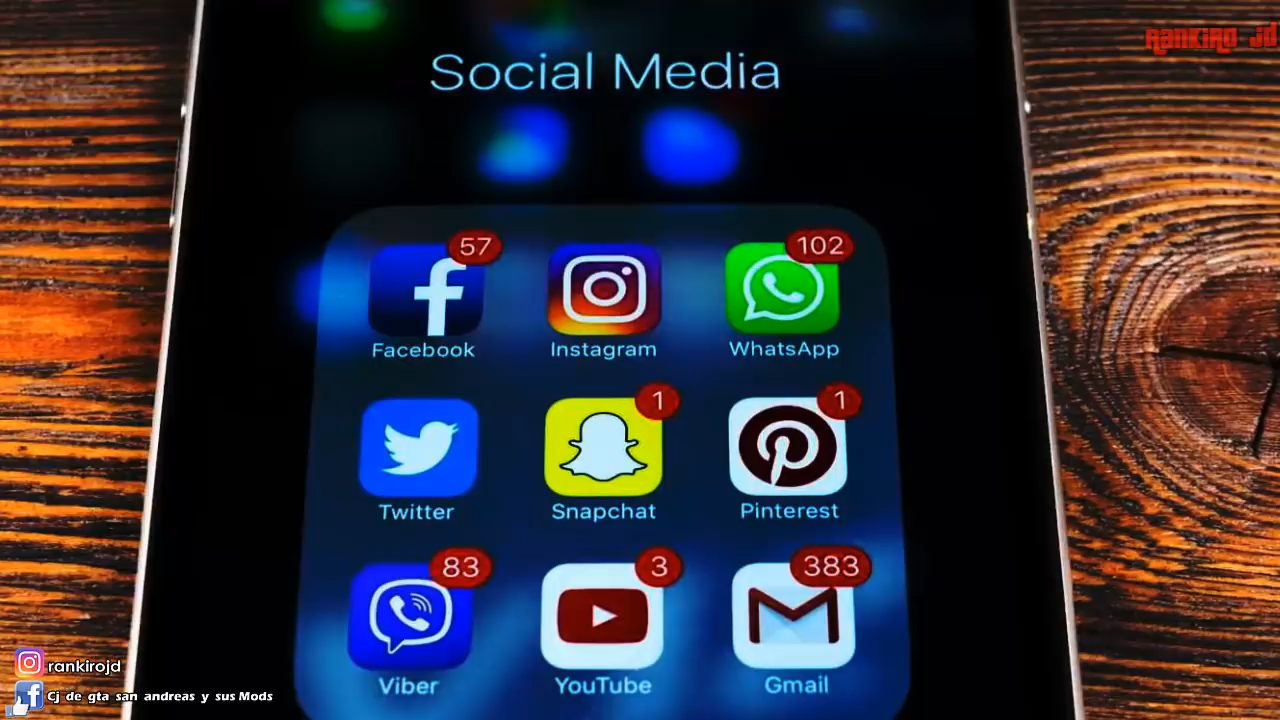 Rankiro Jd
Social Media
57
102
Facebook
Instagram
WhatsApp
1
1
Twitter
Snapchat
Pinterest
83
3
383
Viber
YouTube
Gmail
rankirojd
Cj de gta san andreas y sus Mods